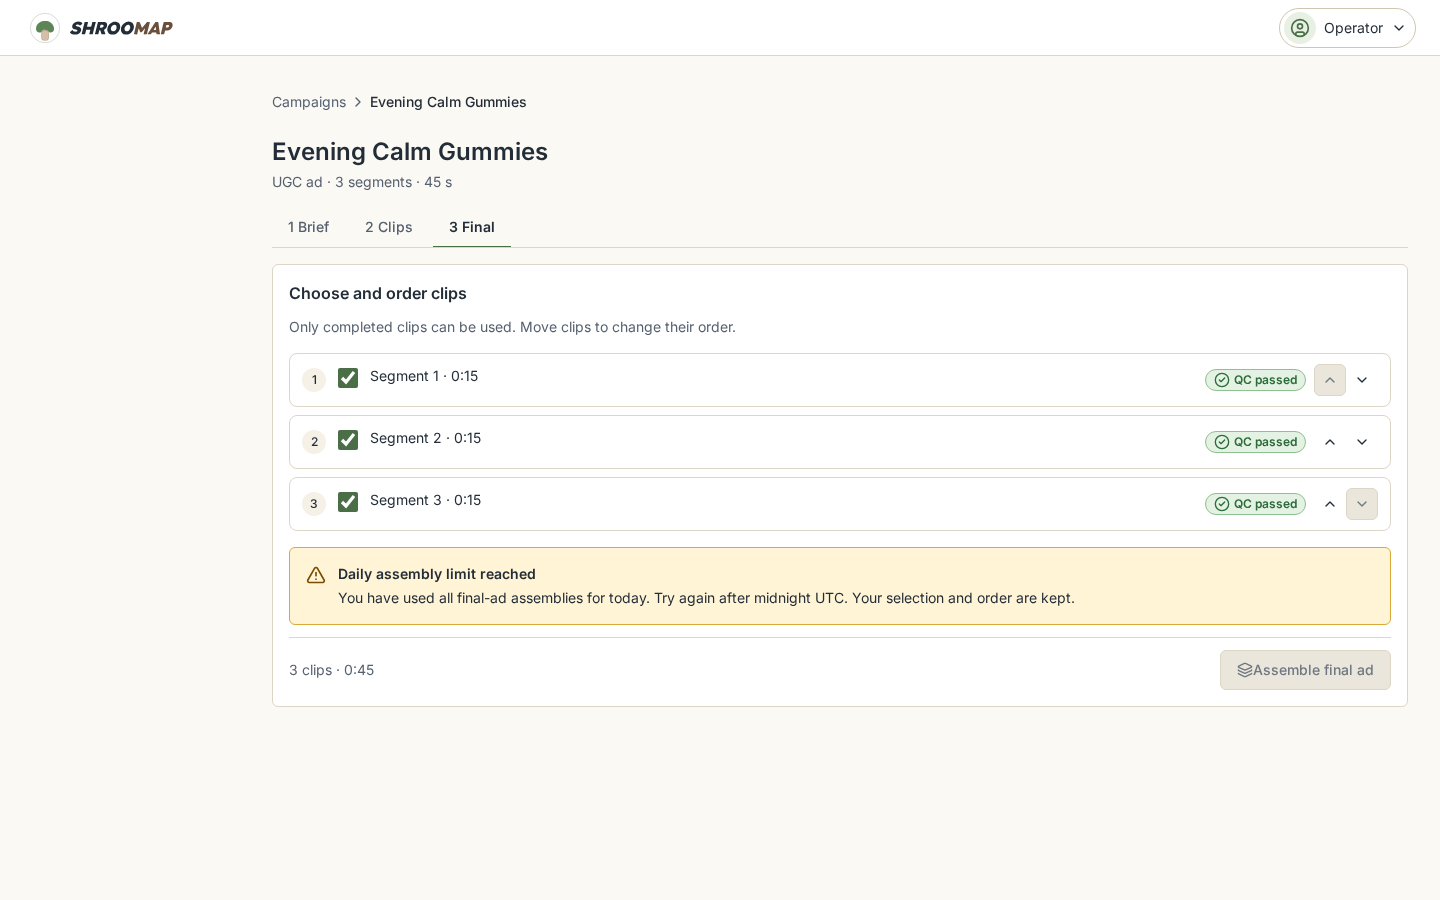 SHROOMAP
Operator
Campaigns
Evening Calm Gummies
Evening Calm Gummies
UGC ad · 3 segments · 45 s
1 Brief
2 Clips
3 Final
Choose and order clips
Only completed clips can be used. Move clips to change their order.
1 Segment 1 · 0:15 QC passed
2 Segment 2 · 0:15 QC passed
3 Segment 3 · 0:15 QC passed
Daily assembly limit reached
You have used all final-ad assemblies for today. Try again after midnight UTC. Your selection and order are kept.
3 clips · 0:45
Assemble final ad